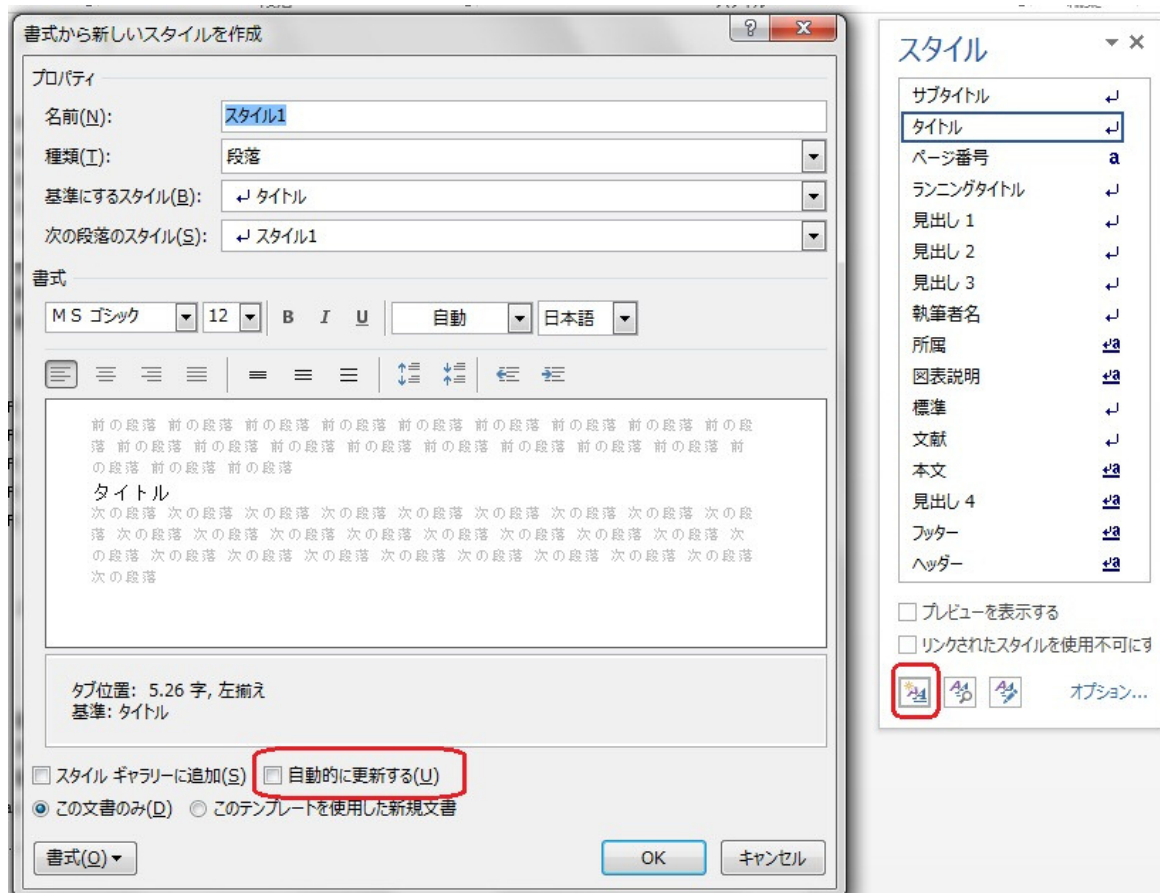 書式から新しいスタイルを作成
プロパティ
名前(N): スタイル1
種類(T): 段落
基準にするスタイル(B): タイトル
次の段落のスタイル(S): スタイル1
書式
ＭＳ ゴシック 12 B I U 自動 日本語
前の段落 前の段落 前の段落 前の段落 前の段落 前の段落 前の段落 前の段落 前の段
落 前の段落 前の段落 前の段落 前の段落 前の段落 前の段落 前の段落 前の段落 前
の段落 前の段落 前の段落
タイトル
次の段落 次の段落 次の段落 次の段落 次の段落 次の段落 次の段落 次の段落 次の段
落 次の段落 次の段落 次の段落 次の段落 次の段落 次の段落 次の段落 次の段落 次
の段落 次の段落 次の段落 次の段落 次の段落 次の段落 次の段落 次の段落 次の段落
次の段落
タブ位置: 5.26 字, 左揃え
基準: タイトル
スタイル ギャラリーに追加(S) 自動的に更新する(U)
この文書のみ(D) このテンプレートを使用した新規文書
書式(O)
OK キャンセル
スタイル
サブタイトル
タイトル
ページ番号 a
ランニングタイトル
見出し 1
見出し 2
見出し 3
執筆者名
所属 a
図表説明 a
標準
文献
本文 a
見出し 4 a
フッター a
ヘッダー a
プレビューを表示する
リンクされたスタイルを使用不可にす
オプション...